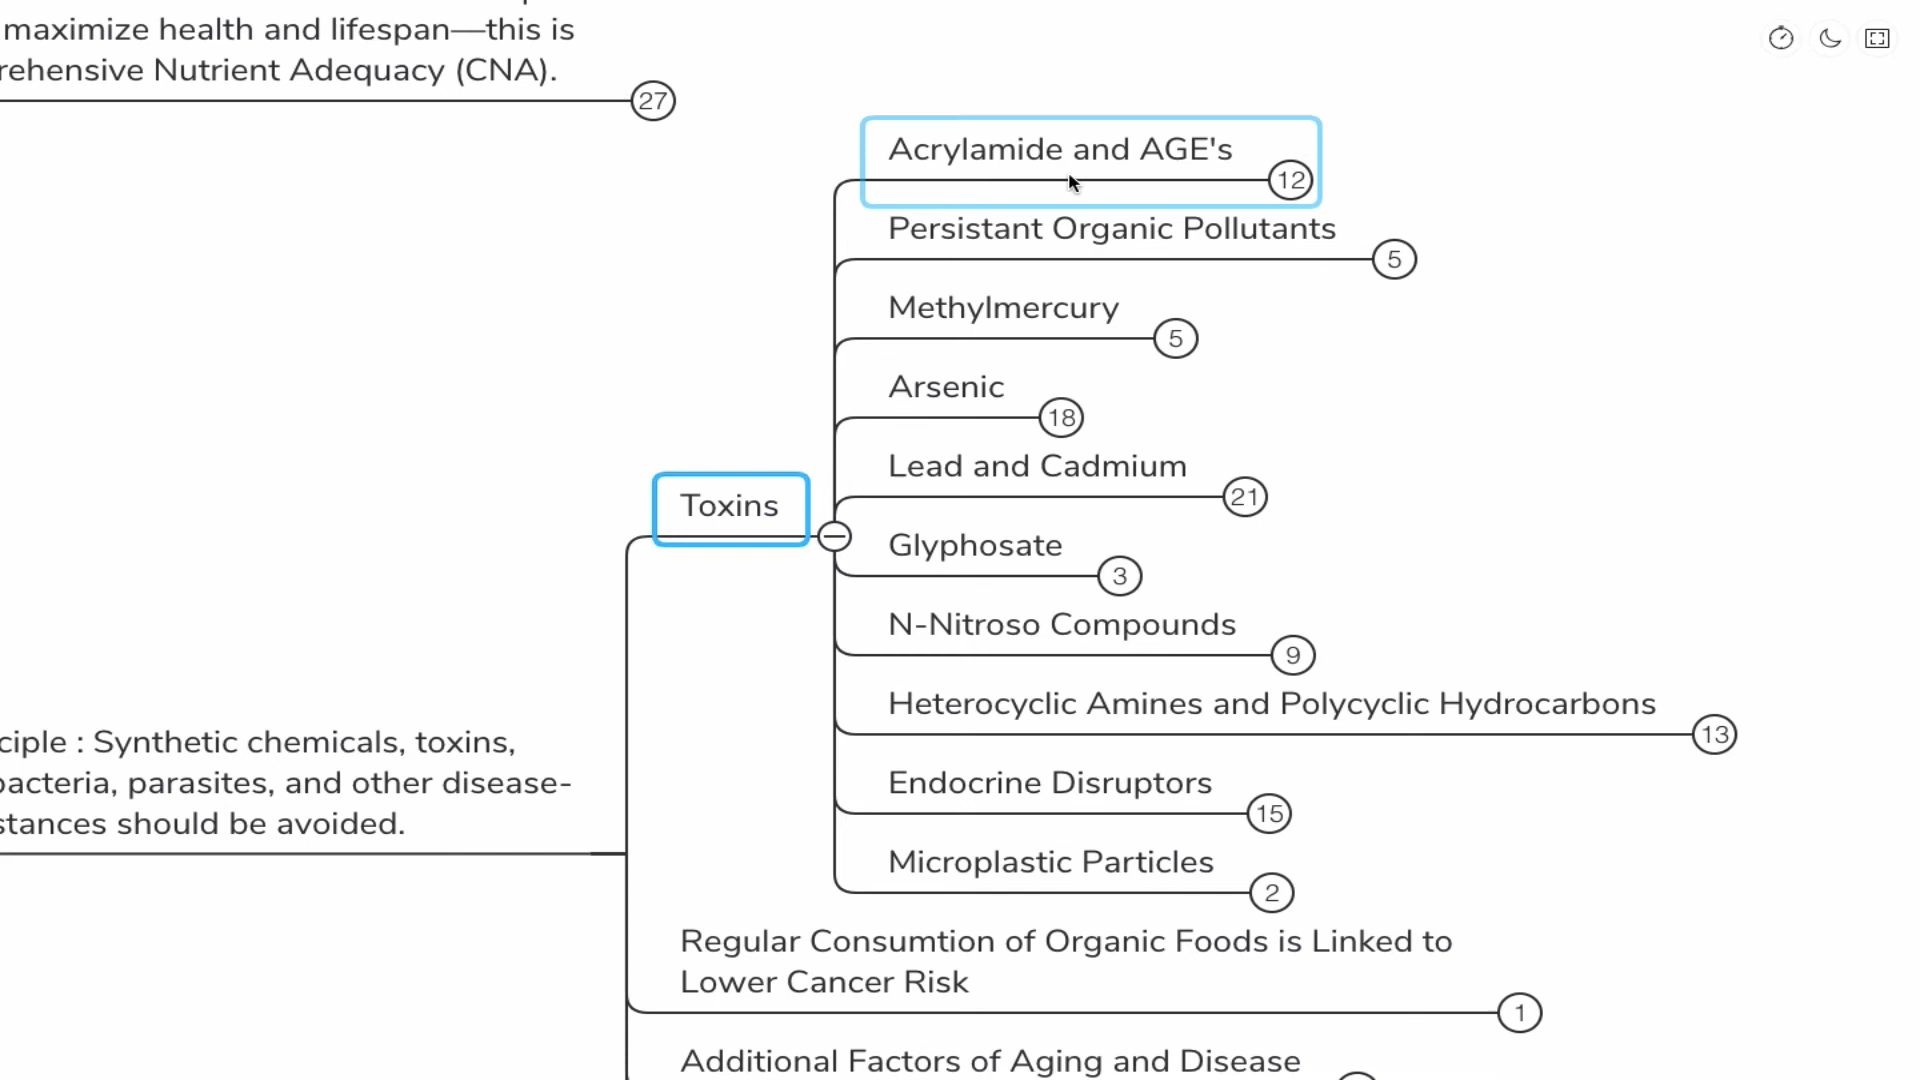 maximize health and lifespan—this is
rehensive Nutrient Adequacy (CNA).
27
Acrylamide and AGE's
12
Persistant Organic Pollutants
5
Methylmercury
5
Arsenic
18
Lead and Cadmium
21
Toxins
Glyphosate
3
N-Nitroso Compounds
9
Heterocyclic Amines and Polycyclic Hydrocarbons
13
ciple : Synthetic chemicals, toxins,
bacteria, parasites, and other disease-
stances should be avoided.
Endocrine Disruptors
15
Microplastic Particles
2
Regular Consumtion of Organic Foods is Linked to
Lower Cancer Risk
1
Additional Factors of Aging and Disease